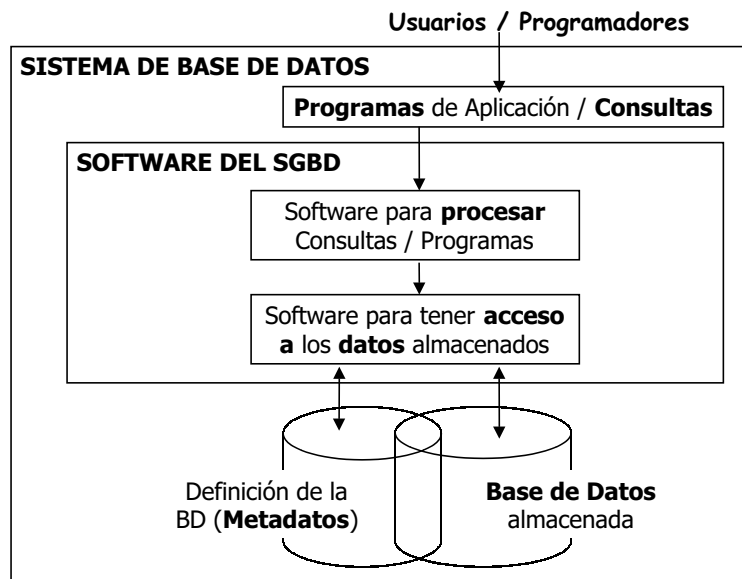 Usuarios / Programadores
SISTEMA DE BASE DE DATOS
Programas de Aplicación / Consultas
SOFTWARE DEL SGBD
Software para procesar
Consultas / Programas
Software para tener acceso
a los datos almacenados
Definición de la
BD (Metadatos)
Base de Datos
almacenada